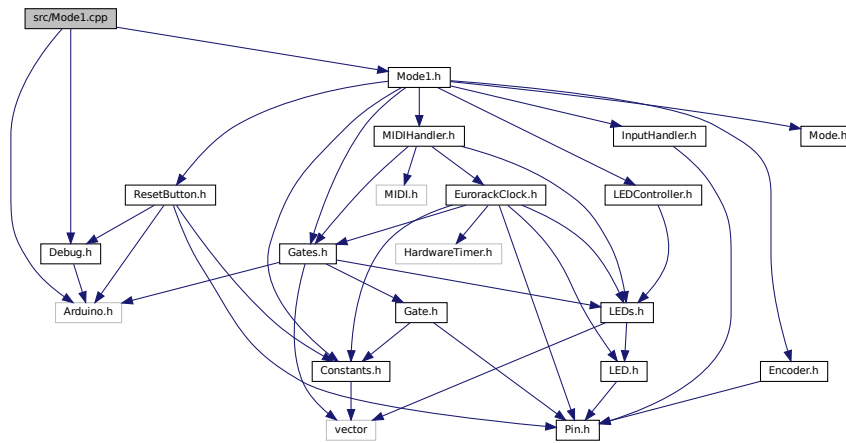 src/Mode1.cpp
Mode1.h
MIDIHandler.h
InputHandler.h
Mode.h
ResetButton.h
MIDI.h
EurorackClock.h
LEDController.h
Debug.h
Gates.h
HardwareTimer.h
Arduino.h
Gate.h
LEDs.h
Constants.h
LED.h
Encoder.h
vector
Pin.h